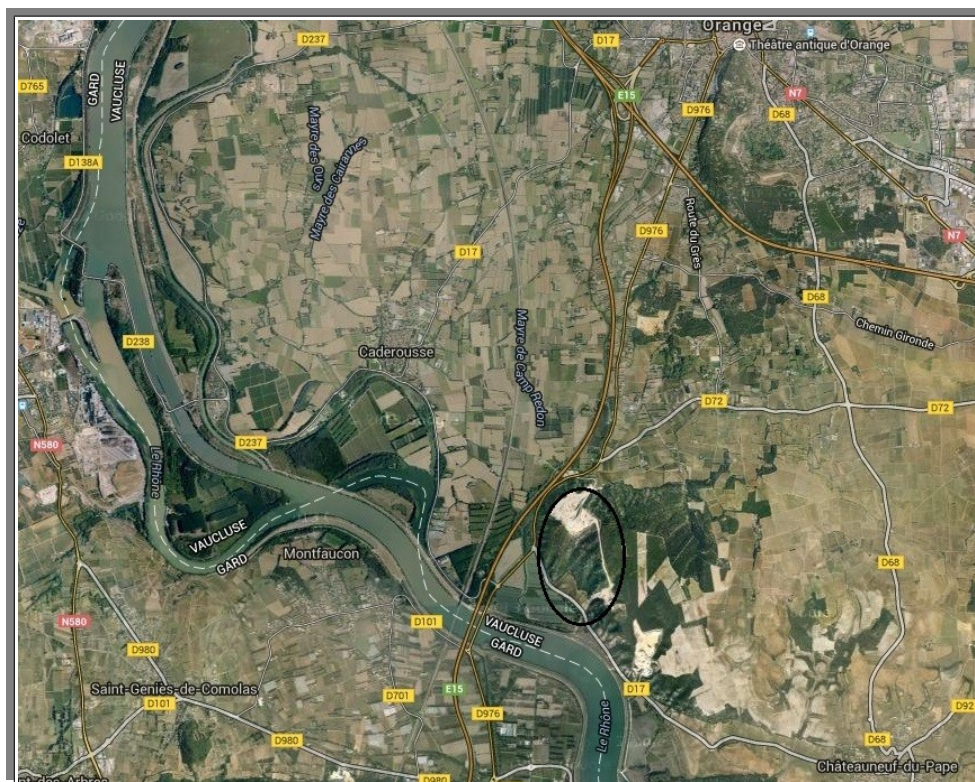 Orange
D237
D17
Théâtre antique d'Orange
D765
GARD
VAUCLUSE
E15
N7
D976
D68
Codolet
Mayre des Ours
Mayre des Cairannes
D138A
Route du Grès
D976
N7
D17
D68
Chemin Gironde
D238
Mayre de Camp Redon
Caderousse
D72
D72
N580
D237
Le Rhône
VAUCLUSE
GARD
Montfaucon
D68
N580
D101
VAUCLUSE
GARD
D980
Saint-Geniès-de-Comolas
D101
D701
E15
D17
D976
Le Rhône
D92
D980
D68
Châteauneuf-du-Pape
D980